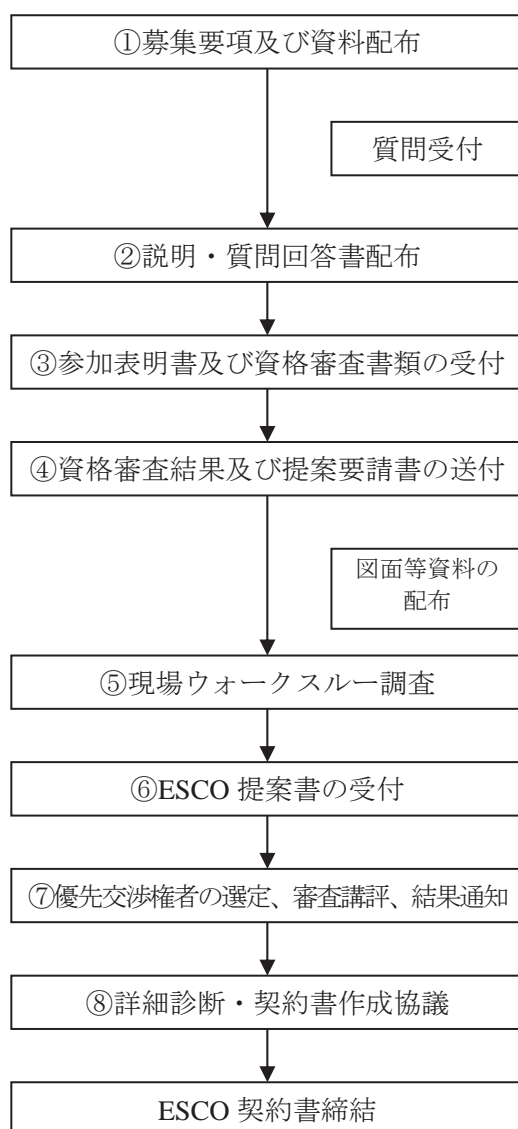 ①募集要項及び資料配布
質問受付
②説明・質問回答書配布
③参加表明書及び資格審査書類の受付
④資格審査結果及び提案要請書の送付
図面等資料の
配布
⑤現場ウォークスルー調査
⑥ESCO 提案書の受付
⑦優先交渉権者の選定、審査講評、結果通知
⑧詳細診断・契約書作成協議
ESCO 契約書締結